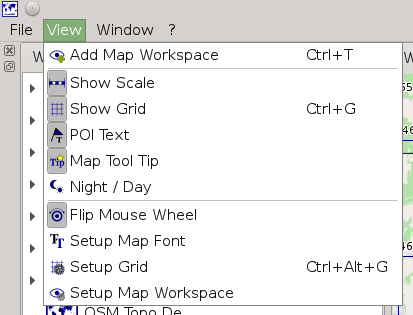 File View Window ?
W
Add Map Workspace Ctrl+T
Show Scale
Show Grid Ctrl+G
POI Text
Tip Map Tool Tip
Night / Day
Flip Mouse Wheel
Setup Map Font
Setup Grid Ctrl+Alt+G
Setup Map Workspace
OSM Topo De